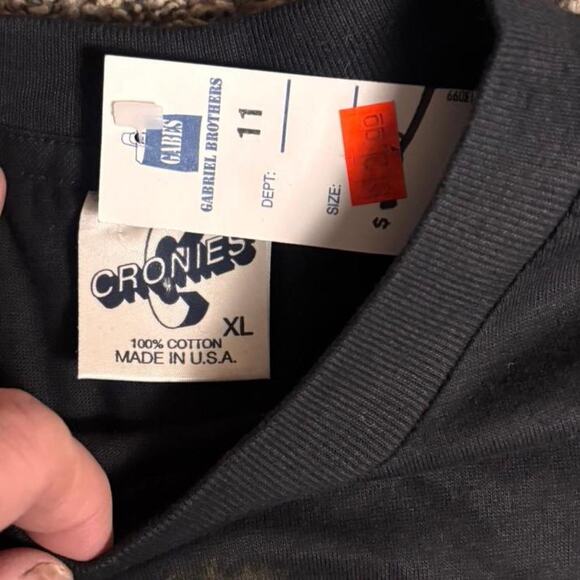 GABES
GABRIEL BROTHERS
DEPT: 11
SIZE:
$
CRONIES
XL
100% COTTON
MADE IN U.S.A.